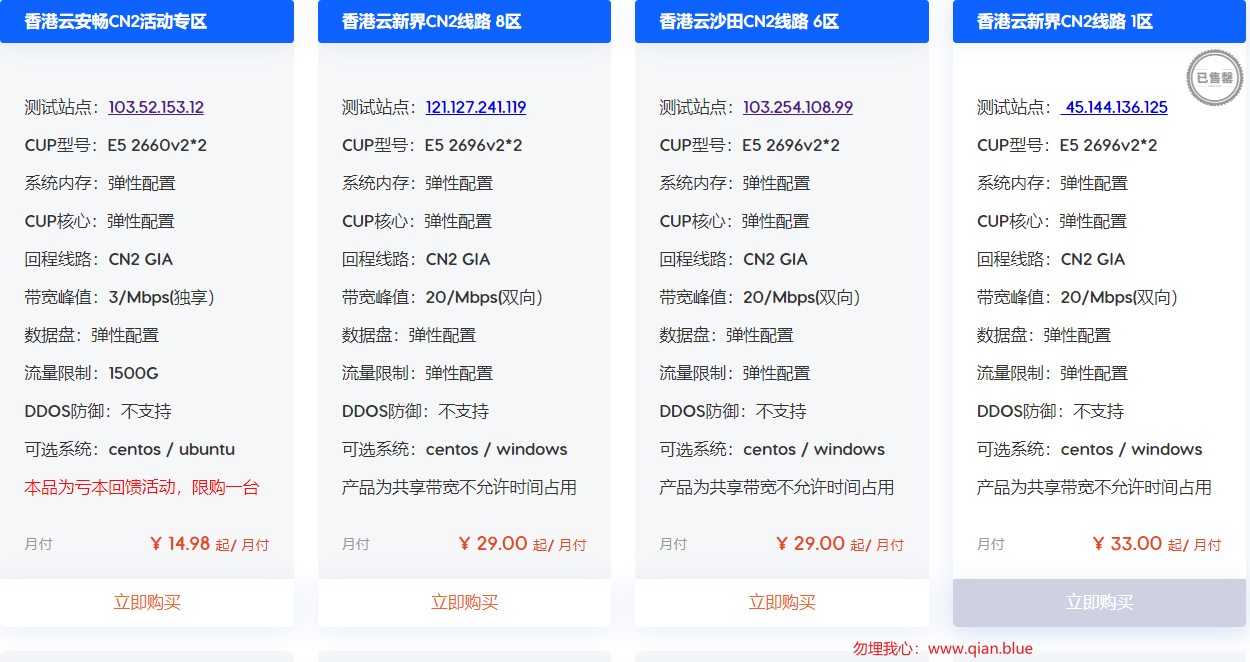 香港云安畅CN2活动专区
测试站点：103.52.153.12
CUP型号：E5 2660v2*2
系统内存：弹性配置
CUP核心：弹性配置
回程线路：CN2 GIA
带宽峰值：3/Mbps(独享)
数据盘：弹性配置
流量限制：1500G
DDOS防御：不支持
可选系统：centos / ubuntu
本品为亏本回馈活动，限购一台
月付 ¥ 14.98 起/ 月付
立即购买
香港云新界CN2线路 8区
测试站点：121.127.241.119
CUP型号：E5 2696v2*2
系统内存：弹性配置
CUP核心：弹性配置
回程线路：CN2 GIA
带宽峰值：20/Mbps(双向)
数据盘：弹性配置
流量限制：弹性配置
DDOS防御：不支持
可选系统：centos / windows
产品为共享带宽不允许时间占用
月付 ¥ 29.00 起/ 月付
立即购买
香港云沙田CN2线路 6区
测试站点：103.254.108.99
CUP型号：E5 2696v2*2
系统内存：弹性配置
CUP核心：弹性配置
回程线路：CN2 GIA
带宽峰值：20/Mbps(双向)
数据盘：弹性配置
流量限制：弹性配置
DDOS防御：不支持
可选系统：centos / windows
产品为共享带宽不允许时间占用
月付 ¥ 29.00 起/ 月付
立即购买
香港云新界CN2线路 1区
已售罄
测试站点： 45.144.136.125
CUP型号：E5 2696v2*2
系统内存：弹性配置
CUP核心：弹性配置
回程线路：CN2 GIA
带宽峰值：20/Mbps(双向)
数据盘：弹性配置
流量限制：弹性配置
DDOS防御：不支持
可选系统：centos / windows
产品为共享带宽不允许时间占用
月付 ¥ 33.00 起/ 月付
立即购买
勿埋我心：www.qian.blue